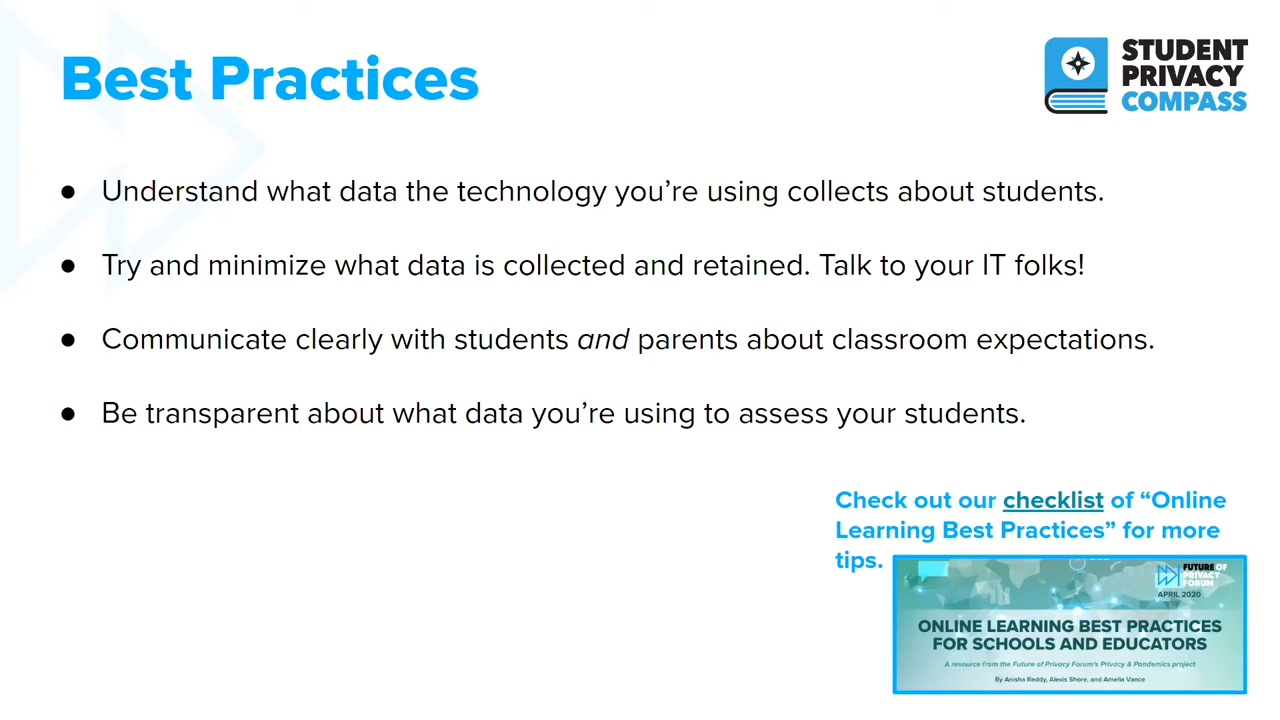 Best Practices
STUDENT
PRIVACY
COMPASS
● Understand what data the technology you’re using collects about students.
● Try and minimize what data is collected and retained. Talk to your IT folks!
● Communicate clearly with students and parents about classroom expectations.
● Be transparent about what data you’re using to assess your students.
Check out our checklist of “Online
Learning Best Practices” for more
tips.
FUTURE OF
PRIVACY
FORUM
APRIL 2020
ONLINE LEARNING BEST PRACTICES
FOR SCHOOLS AND EDUCATORS
A resource from the Future of Privacy Forum's Privacy & Pandemics project
By Anisha Reddy, Alexis Shore, and Amelia Vance